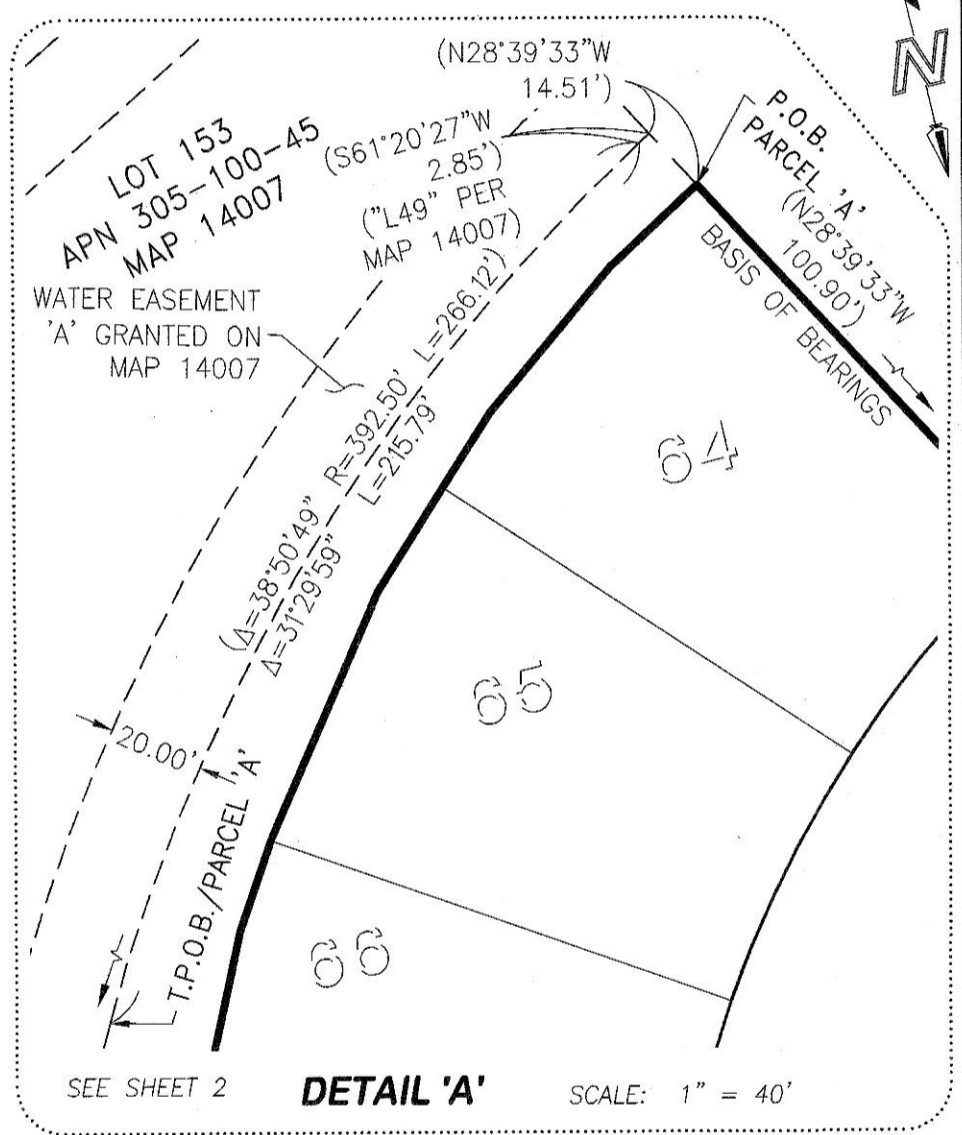 N
(N28°39'33"W
14.51')
P.O.B.
PARCEL 'A'
(N28°39'33"W
100.90')
BASIS OF BEARINGS
LOT 153
APN 305-100-45
MAP 14007
(S61°20'27"W
2.85')
("L49" PER
MAP 14007)
WATER EASEMENT
'A' GRANTED ON
MAP 14007
(Δ=38°50'49" R=392.50' L=266.12')
Δ=31°29'59" L=215.79'
64
65
66
20.00'
T.P.O.B./PARCEL 'A'
SEE SHEET 2
DETAIL 'A'
SCALE: 1" = 40'